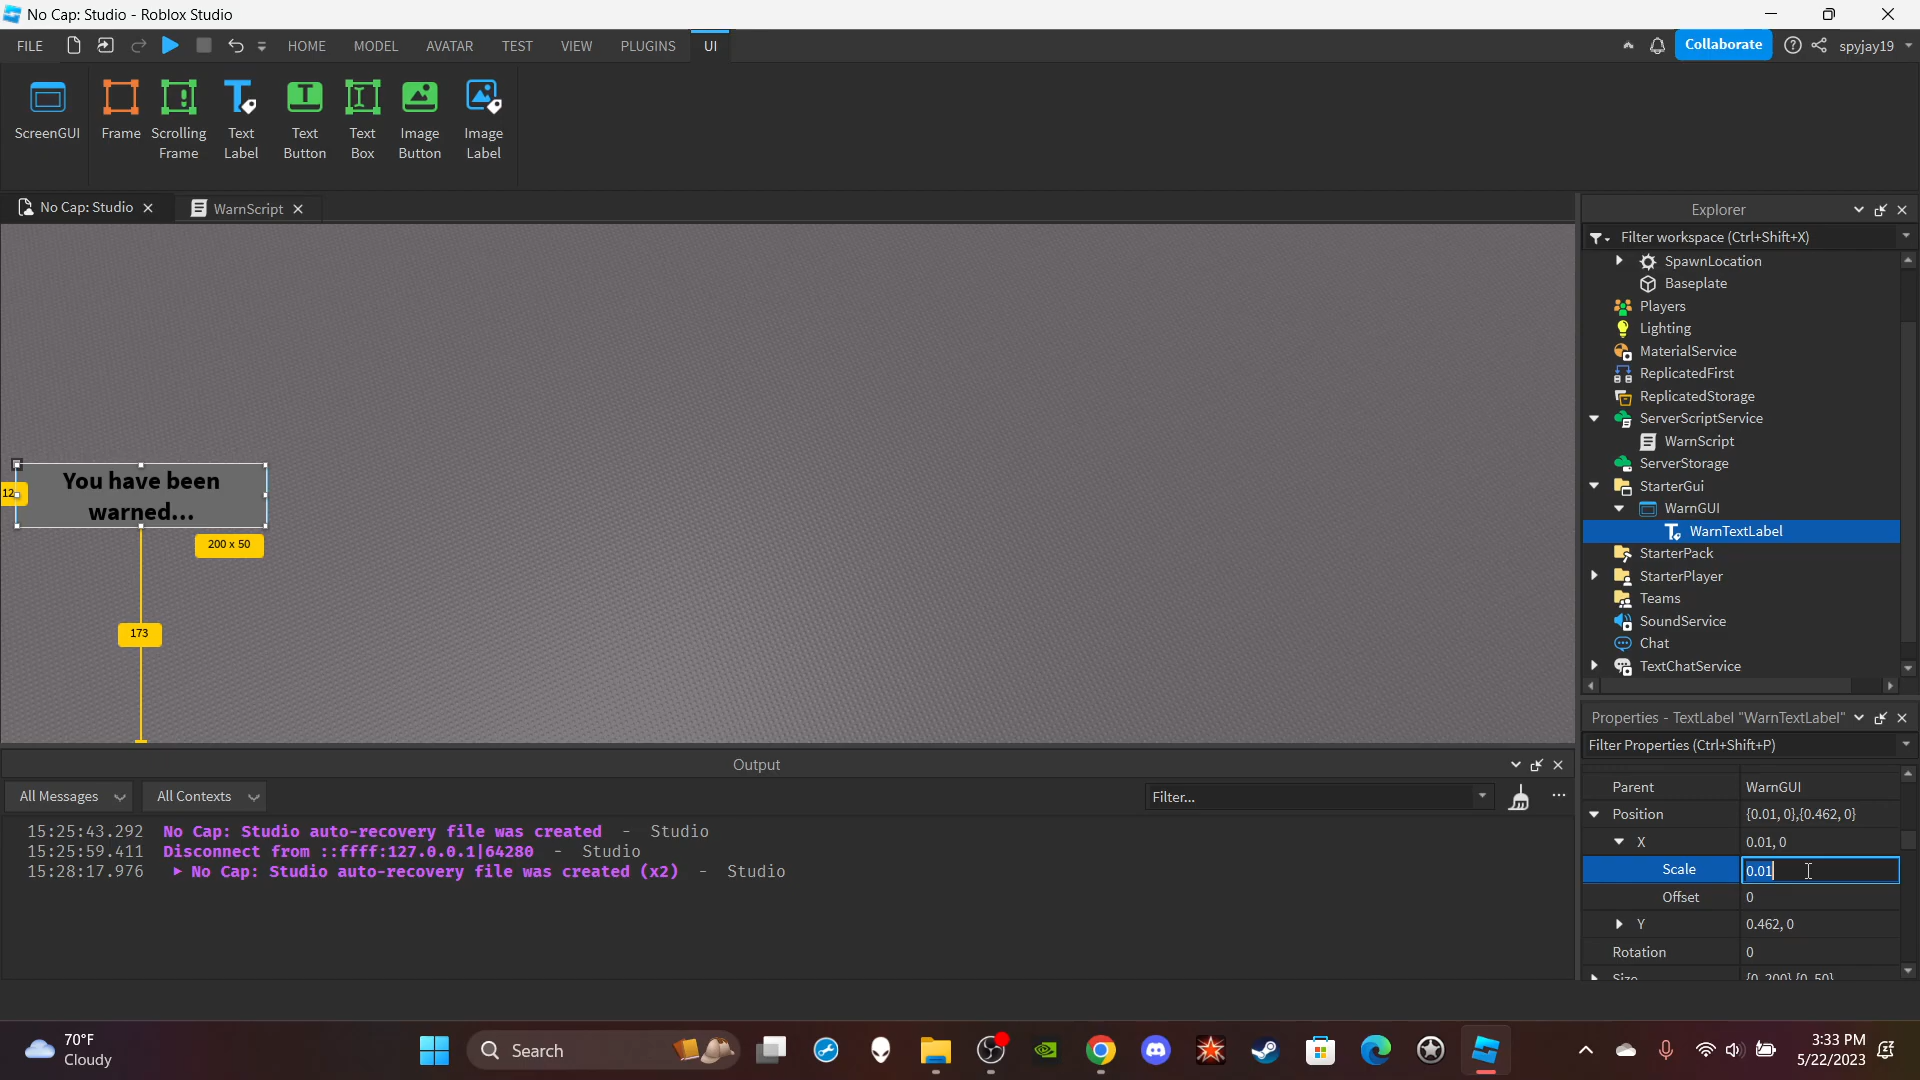 No Cap: Studio - Roblox Studio
FILE HOME MODEL AVATAR TEST VIEW PLUGINS UI Collaborate spyjay19
ScreenGUI Frame Scrolling Frame Text Label Text Button Text Box Image Button Image Label
No Cap: Studio WarnScript
Explorer
Filter workspace (Ctrl+Shift+X)
SpawnLocation
Baseplate
Players
Lighting
MaterialService
ReplicatedFirst
ReplicatedStorage
ServerScriptService
WarnScript
ServerStorage
StarterGui
WarnGUI
WarnTextLabel
StarterPack
StarterPlayer
Teams
SoundService
Chat
TextChatService
You have been
warned...
12
200 x 50
173
Properties - TextLabel "WarnTextLabel"
Filter Properties (Ctrl+Shift+P)
Parent WarnGUI
Position {0.01, 0},{0.462, 0}
X 0.01, 0
Scale 0.01
Offset 0
Y 0.462, 0
Rotation 0
Size {0, 200},{0, 50}
Output
All Messages All Contexts Filter...
15:25:43.292 No Cap: Studio auto-recovery file was created - Studio
15:25:59.411 Disconnect from ::ffff:127.0.0.1|64280 - Studio
15:28:17.976 No Cap: Studio auto-recovery file was created (x2) - Studio
70°F
Cloudy
Search
3:33 PM
5/22/2023